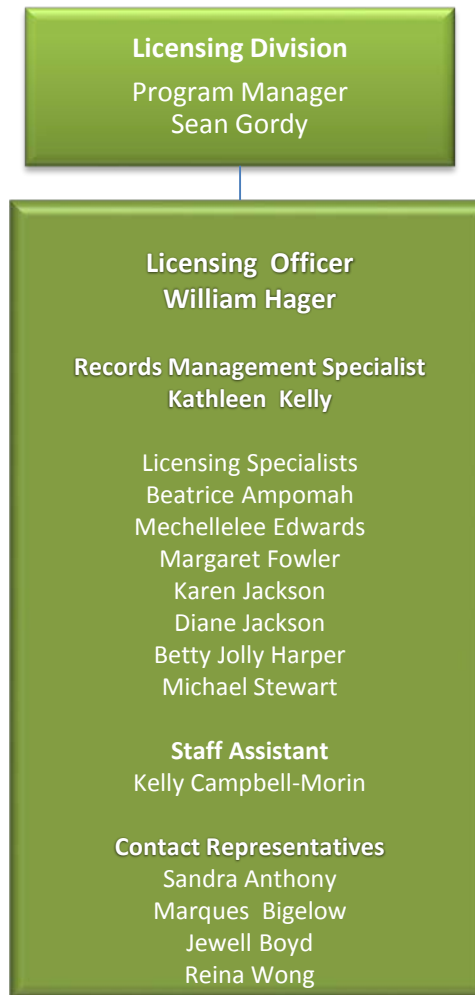 Licensing Division
Program Manager
Sean Gordy
Licensing Officer
William Hager
Records Management Specialist
Kathleen Kelly
Licensing Specialists
Beatrice Ampomah
Mechellelee Edwards
Margaret Fowler
Karen Jackson
Diane Jackson
Betty Jolly Harper
Michael Stewart
Staff Assistant
Kelly Campbell-Morin
Contact Representatives
Sandra Anthony
Marques Bigelow
Jewell Boyd
Reina Wong